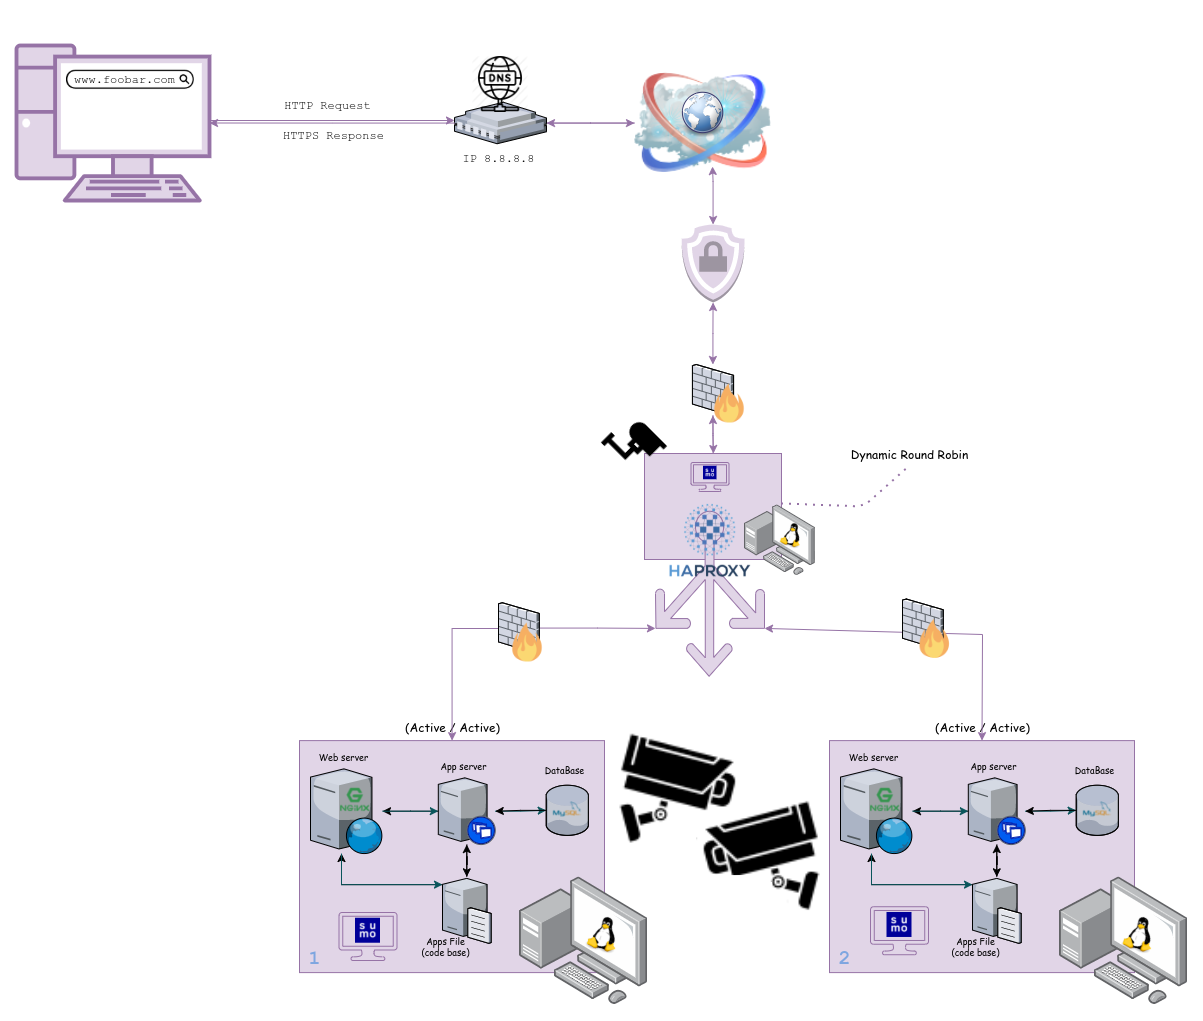 www.foobar.com
DNS
HTTP Request
HTTPS Response
IP 8.8.8.8
Dynamic Round Robin
su
mo
HAPROXY
(Active / Active)
(Active / Active)
Web server
App server
DataBase
NGINX
MySQL
su
mo
Apps File
(code base)
1
Web server
App server
DataBase
NGINX
MySQL
su
mo
Apps File
(code base)
2